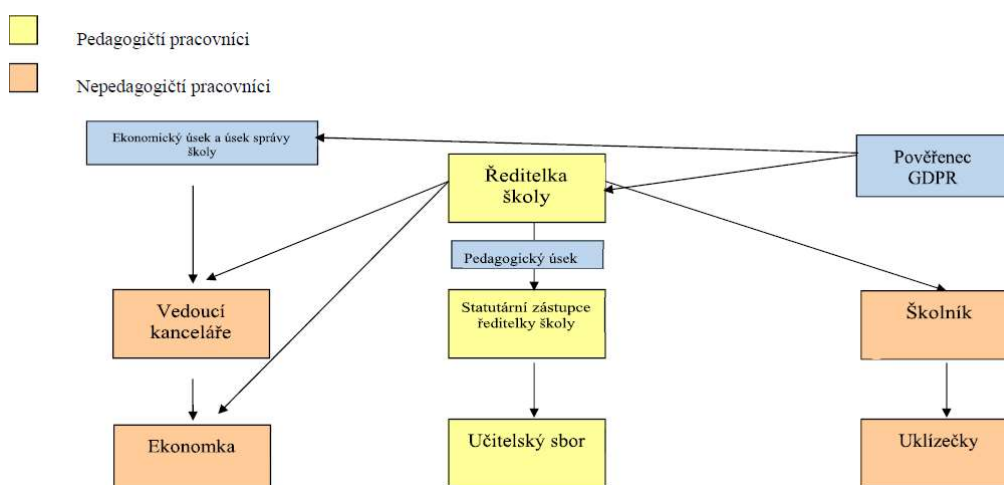 Pedagogičtí pracovníci
Nepedagogičtí pracovníci
Ekonomický úsek a úsek správy
školy
Pověřenec
GDPR
Ředitelka
školy
Pedagogický úsek
Vedoucí
kanceláře
Statutární zástupce
ředitelky školy
Školník
Ekonomka
Učitelský sbor
Uklízečky